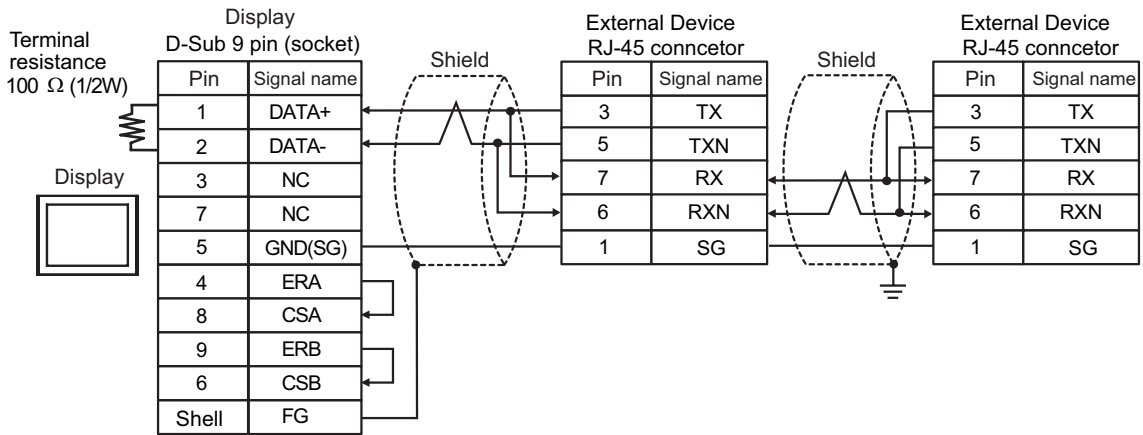 Terminal
resistance
100 Ω (1/2W)
Display
Display
D-Sub 9 pin (socket)
Pin Signal name
1 DATA+
2 DATA-
3 NC
7 NC
5 GND(SG)
4 ERA
8 CSA
9 ERB
6 CSB
Shell FG
Shield
External Device
RJ-45 conncetor
Pin Signal name
3 TX
5 TXN
7 RX
6 RXN
1 SG
Shield
External Device
RJ-45 conncetor
Pin Signal name
3 TX
5 TXN
7 RX
6 RXN
1 SG